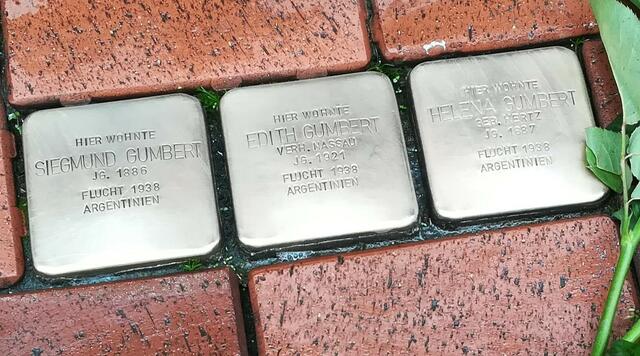 HIER WOHNTE
SIEGMUND GUMBERT
JG. 1886
FLUCHT 1938
ARGENTINIEN
HIER WOHNTE
EDITH GUMBERT
VERH. NASSAU
JG. 1921
FLUCHT 1938
ARGENTINIEN
HIER WOHNTE
HELENA GUMBERT
GEB. HERTZ
JG. 1887
FLUCHT 1938
ARGENTINIEN